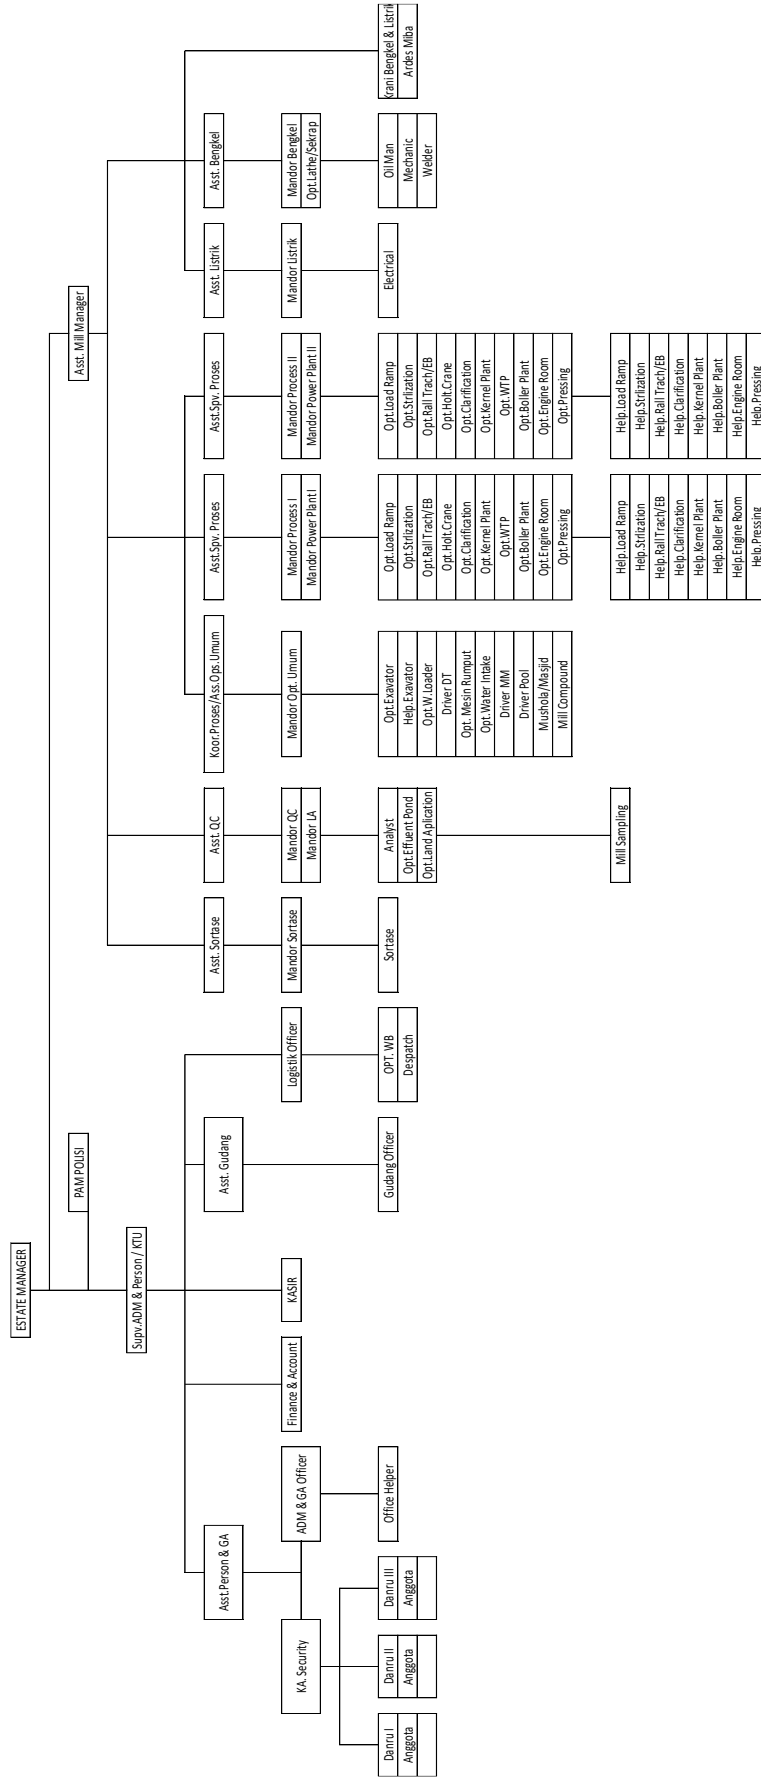 ESTATE MANAGER
PAM POLISI
Asst. Mill Manager
Supv.ADM & Person / KTU
Asst.Person & GA
Asst. Gudang
Asst. Sortase
Asst. QC
Koor.Proses/Ass.Ops.Umum
Asst.Spv. Proses
Asst.Spv. Proses
Asst. Listrik
Asst. Bengkel
KA. Security
ADM & GA Officer
Finance & Account
KASIR
Logistik Officer
Mandor Sortase
Mandor QC
Mandor LA
Mandor Opt. Umum
Mandor Process I
Mandor Power Plant I
Mandor Process II
Mandor Power Plant II
Mandor Listrik
Mandor Bengkel
Opt.Lathe/Sekrap
Danru I
Anggota
Danru II
Anggota
Danru III
Anggota
Office Helper
Gudang Officer
OPT. WB
Despatch
Sortase
Analyst
Opt.Effuent Pond
Opt.Land Aplication
Opt.Exavator
Help.Exavator
Opt.W.Loader
Driver DT
Opt. Mesin Rumput
Opt.Water Intake
Driver MM
Driver Pool
Mushola/Masjid
Mill Compound
Opt.Load Ramp
Opt.Strlization
Opt.Rall Trach/EB
Opt.Holt.Crane
Opt.Clarification
Opt.Kernel Plant
Opt.WTP
Opt.Boller Plant
Opt.Engine Room
Opt.Pressing
Opt.Load Ramp
Opt.Strlization
Opt.Rall Trach/EB
Opt.Holt.Crane
Opt.Clarification
Opt.Kernel Plant
Opt.WTP
Opt.Boller Plant
Opt.Engine Room
Opt.Pressing
Electrical
Oil Man
Mechanic
Welder
Krani Bengkel & Listrik
Ardes Miba
Mill Sampling
Help.Load Ramp
Help.Strlization
Help.Rall Trach/EB
Help.Clarification
Help.Kernel Plant
Help.Boller Plant
Help.Engine Room
Help.Pressing
Help.Load Ramp
Help.Strlization
Help.Rall Trach/EB
Help.Clarification
Help.Kernel Plant
Help.Boller Plant
Help.Engine Room
Help.Pressing